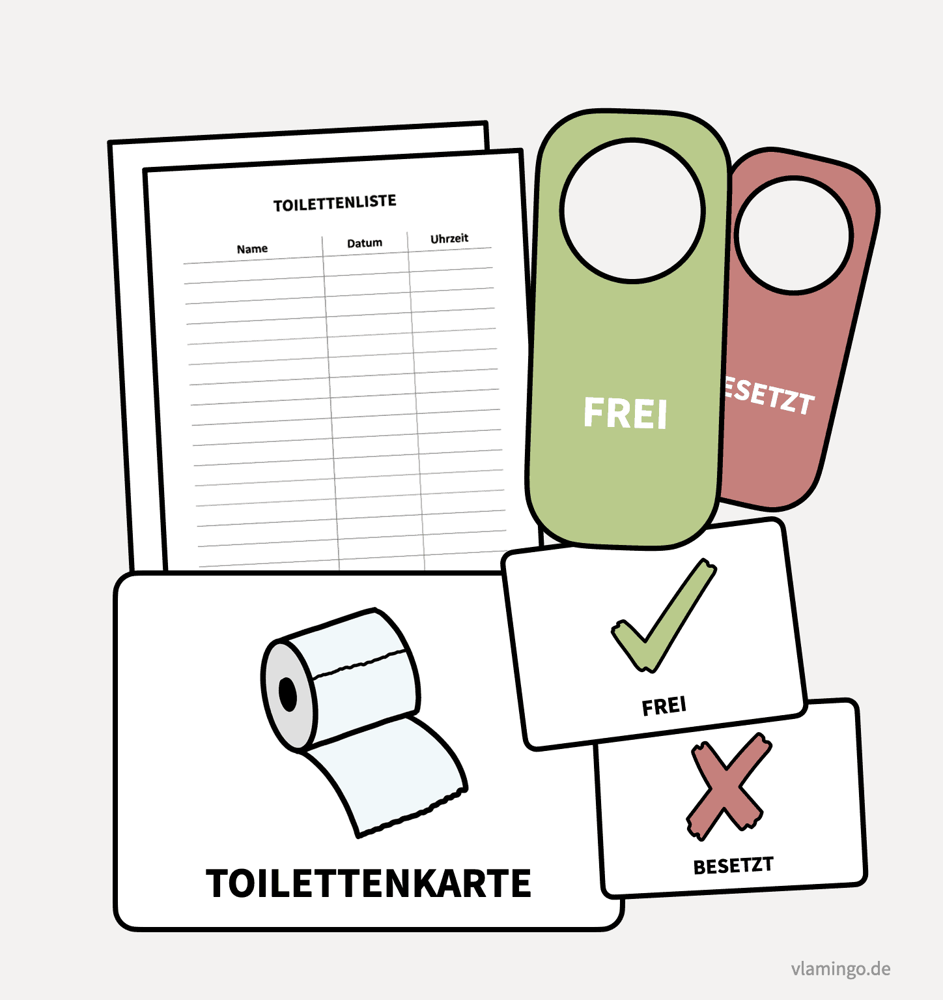 TOILETTENLISTE
Name Datum Uhrzeit
FREI
ESETZT
FREI
BESETZT
TOILETTENKARTE
vlamingo.de